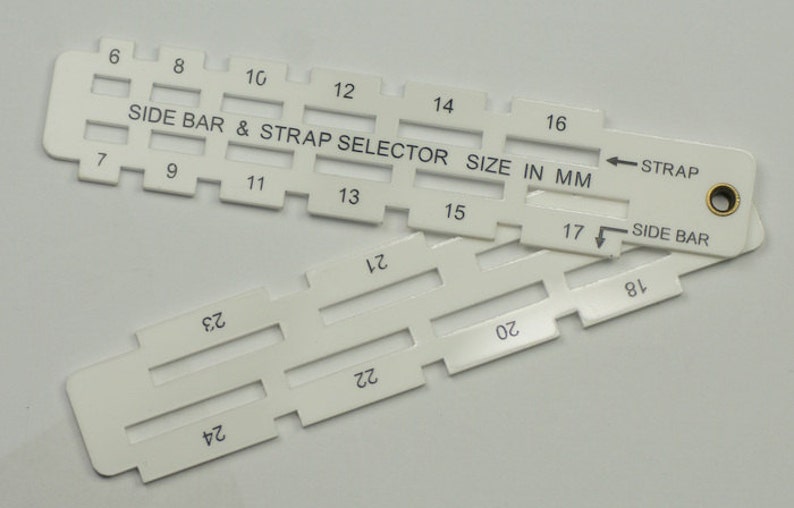 6 8 10 12 14 16
SIDE BAR & STRAP SELECTOR SIZE IN MM
STRAP
7 9 11 13 15 17
SIDE BAR
23 21
24 22 20 18